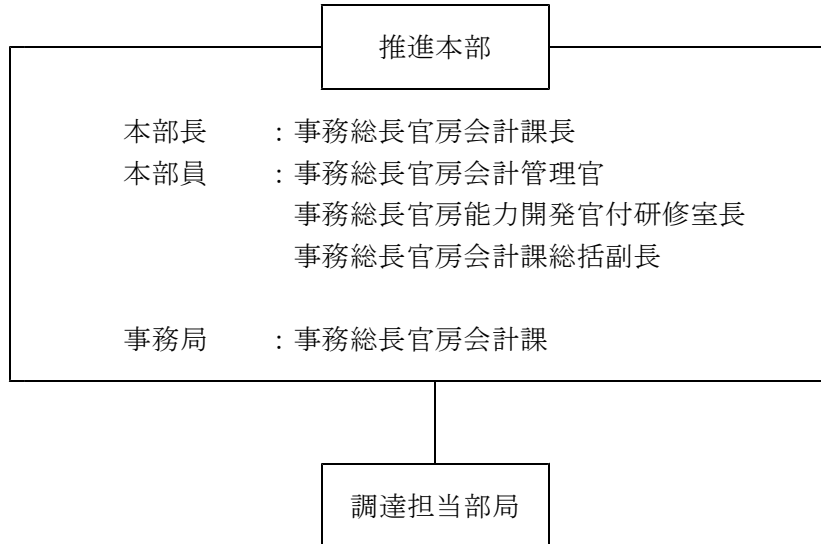 推進本部
本部長 : 事務総長官房会計課長
本部員 : 事務総長官房会計管理官
事務総長官房能力開発官付研修室長
事務総長官房会計課総括副長
事務局 : 事務総長官房会計課
調達担当部局